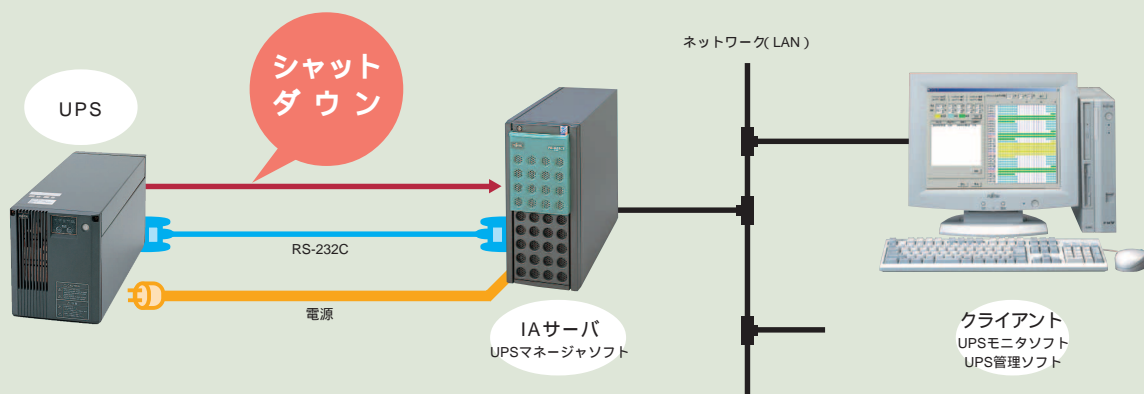 ネットワーク(LAN)
シャット
ダウン
UPS
RS-232C
電源
IAサーバ
UPSマネージャソフト
クライアント
UPSモニタソフト
UPS管理ソフト